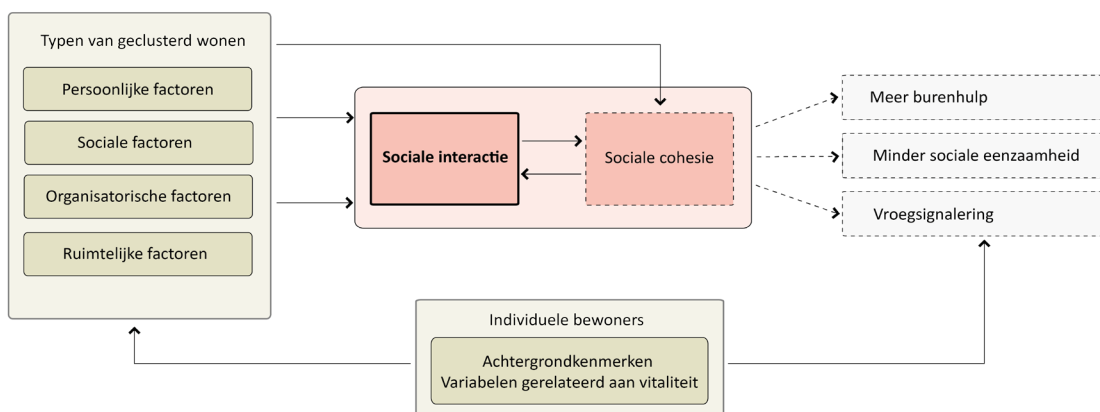 Typen van geclusterd wonen
Persoonlijke factoren
Sociale factoren
Organisatorische factoren
Ruimtelijke factoren
Sociale interactie
Sociale cohesie
Meer burenhulp
Minder sociale eenzaamheid
Vroegsignalering
Individuele bewoners
Achtergrondkenmerken
Variabelen gerelateerd aan vitaliteit